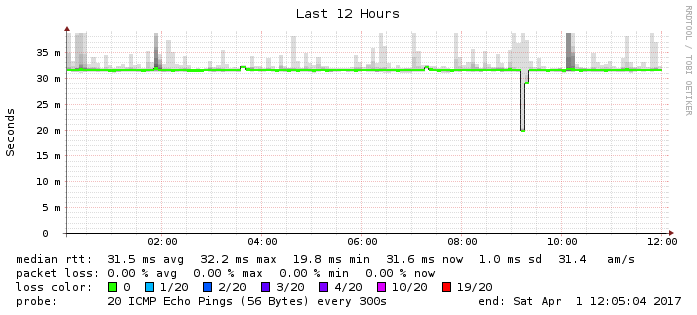 Last 12 Hours
RRDTOOL / TOBI OETIKER
Seconds
35 m
30 m
25 m
20 m
15 m
10 m
5 m
0
02:00 04:00 06:00 08:00 10:00 12:00
median rtt: 31.5 ms avg 32.2 ms max 19.8 ms min 31.6 ms now 1.0 ms sd 31.4 am/s
packet loss: 0.00 % avg 0.00 % max 0.00 % min 0.00 % now
loss color: 0 1/20 2/20 3/20 4/20 10/20 19/20
probe: 20 ICMP Echo Pings (56 Bytes) every 300s end: Sat Apr 1 12:05:04 2017